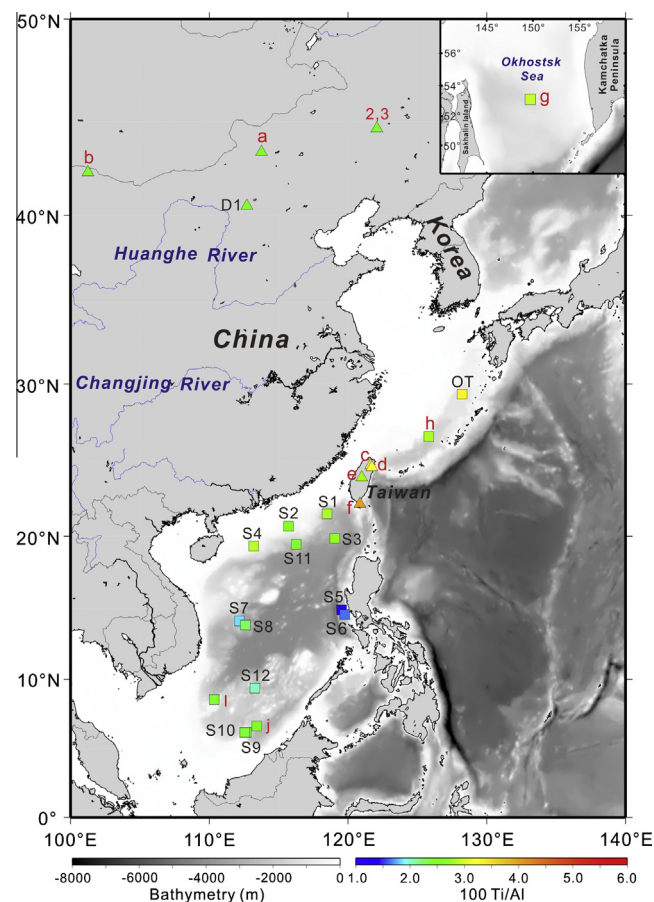 50°N
40°N
30°N
20°N
10°N
0°
100°E
110°E
120°E
130°E
140°E
145°E
150°E
155°E
56°N
54°N
52°N
50°N
Okhostsk
Sea
Sakhalin Island
Kamchatka
Peninsula
g
2,3
a
b
D1
Huanghe River
Korea
China
Changjing River
OT
h
c
d
e
Taiwan
f
S1
S2
S4
S3
S11
S5
S7
S6
S8
S12
I
j
S10
S9
-8000
-6000
-4000
-2000
0
Bathymetry (m)
1.0
2.0
3.0
4.0
5.0
6.0
100 Ti/Al